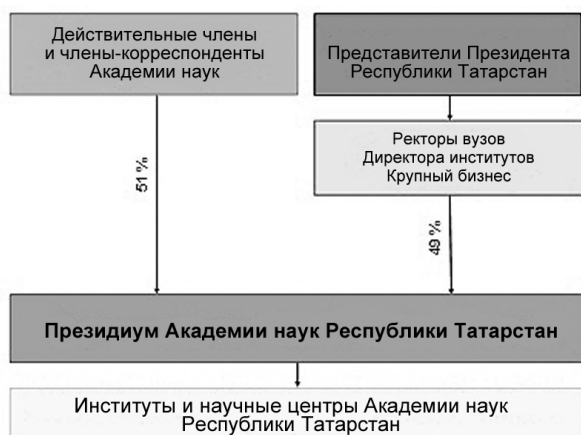 Действительные члены
и члены-корреспонденты
Академии наук
Представители Президента
Республики Татарстан
Ректоры вузов
Директора институтов
Крупный бизнес
51 %
49 %
Президиум Академии наук Республики Татарстан
Институты и научные центры Академии наук
Республики Татарстан